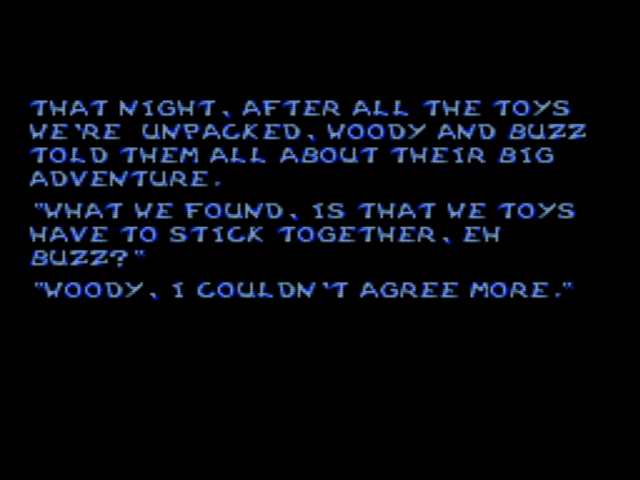 THAT NIGHT, AFTER ALL THE TOYS
WE'RE UNPACKED, WOODY AND BUZZ
TOLD THEM ALL ABOUT THEIR BIG
ADVENTURE.
"WHAT WE FOUND, IS THAT WE TOYS
HAVE TO STICK TOGETHER, EH
BUZZ?"
"WOODY, I COULDN'T AGREE MORE."